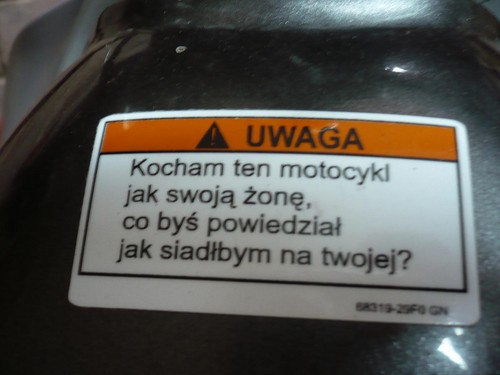 UWAGA
Kocham ten motocykl
jak swoją żonę,
co byś powiedział
jak siadłbym na twojej?
68319-29F0 GN